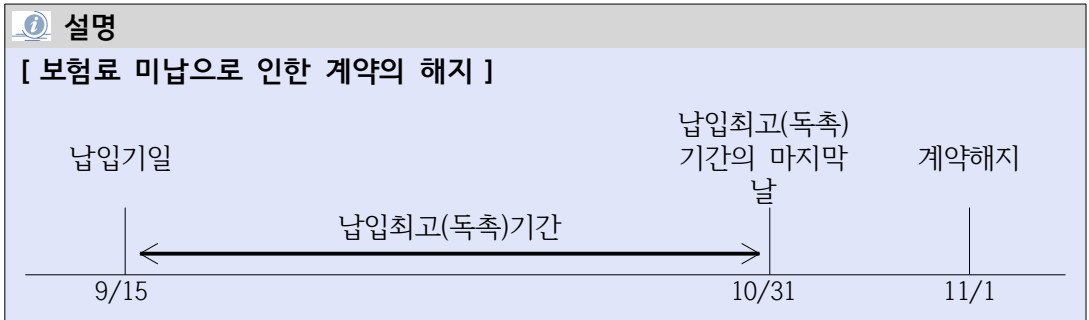 설명
[ 보험료 미납으로 인한 계약의 해지 ]
납입기일
납입최고(독촉)
기간의 마지막
날
계약해지
납입최고(독촉)기간
9/15
10/31
11/1